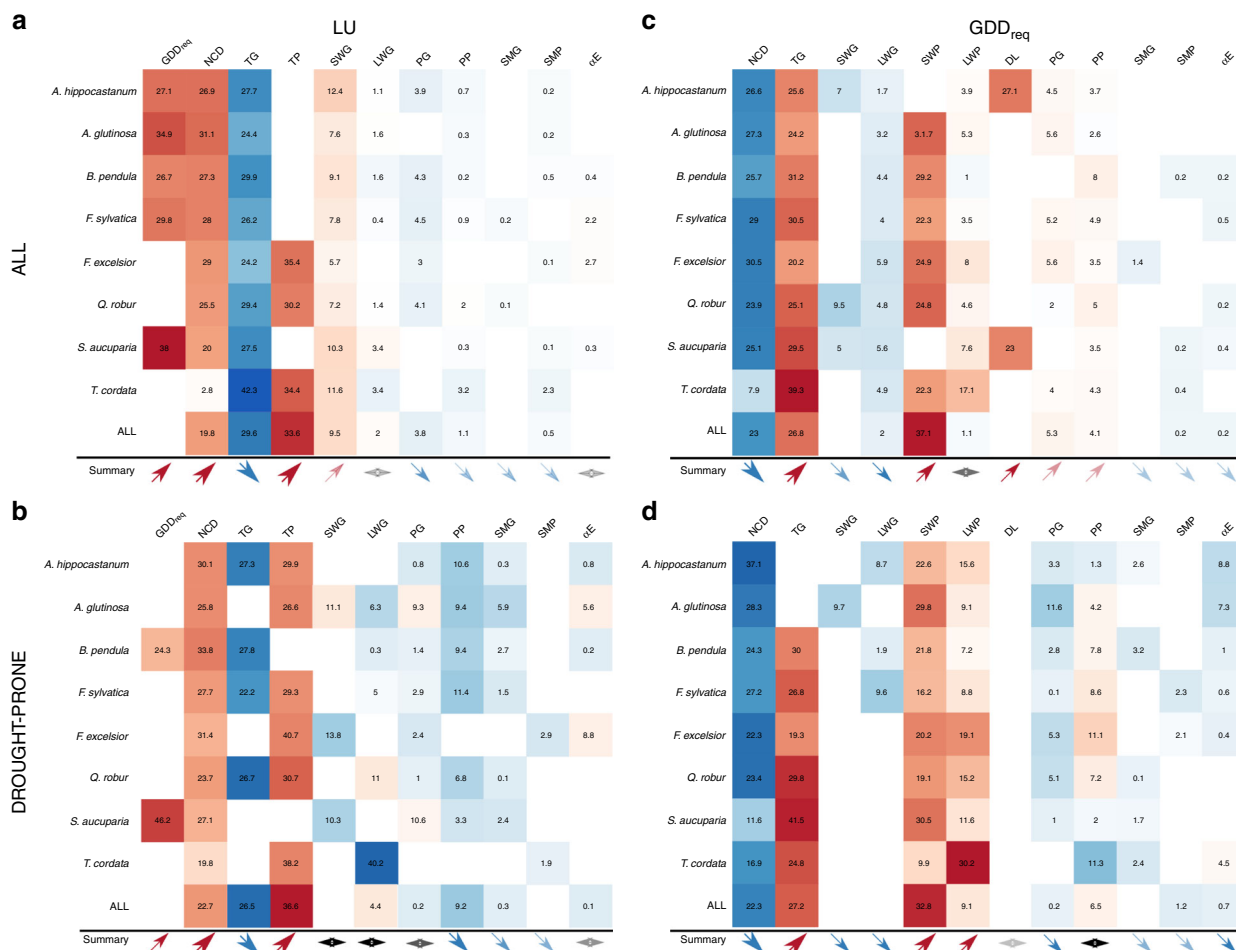 a
LU
GDDreq NCD TG TP SWG LWG PG PP SMG SMP αE
ALL
A. hippocastanum 27.1 26.9 27.7 12.4 1.1 3.9 0.7 0.2
A. glutinosa 34.9 31.1 24.4 7.6 1.6 0.3 0.2
B. pendula 26.7 27.3 29.9 9.1 1.6 4.3 0.2 0.5 0.4
F. sylvatica 29.8 28 26.2 7.8 0.4 4.5 0.9 0.2 2.2
F. excelsior 29 24.2 35.4 5.7 3 0.1 2.7
Q. robur 25.5 29.4 30.2 7.2 1.4 4.1 2 0.1
S. aucuparia 38 20 27.5 10.3 3.4 0.3 0.1 0.3
T. cordata 2.8 42.3 34.4 11.6 3.4 3.2 2.3
ALL 19.8 29.6 33.6 9.5 2 3.8 1.1 0.5
Summary
c
GDDreq
NCD TG SWG LWG SWP LWP DL PG PP SMG SMP αE
A. hippocastanum 26.6 25.6 7 1.7 3.9 27.1 4.5 3.7
A. glutinosa 27.3 24.2 3.2 3.1.7 5.3 5.6 2.6
B. pendula 25.7 31.2 4.4 29.2 1 8 0.2 0.2
F. sylvatica 29 30.5 4 22.3 3.5 5.2 4.9 0.5
F. excelsior 30.5 20.2 5.9 24.9 8 5.6 3.5 1.4
Q. robur 23.9 25.1 9.5 4.8 24.8 4.6 2 5 0.2
S. aucuparia 25.1 29.5 5 5.6 7.6 23 3.5 0.2 0.4
T. cordata 7.9 39.3 4.9 22.3 17.1 4 4.3 0.4
ALL 23 26.8 2 37.1 1.1 5.3 4.1 0.2 0.2
Summary
b
GDDreq NCD TG TP SWG LWG PG PP SMG SMP αE
DROUGHT-PRONE
A. hippocastanum 30.1 27.3 29.9 0.8 10.6 0.3 0.8
A. glutinosa 25.8 26.6 11.1 6.3 9.3 9.4 5.9 5.6
B. pendula 24.3 33.8 27.8 0.3 1.4 9.4 2.7 0.2
F. sylvatica 27.7 22.2 29.3 5 2.9 11.4 1.5
F. excelsior 31.4 40.7 13.8 2.4 2.9 8.8
Q. robur 23.7 26.7 30.7 11 1 6.8 0.1
S. aucuparia 46.2 27.1 10.3 10.6 3.3 2.4
T. cordata 19.8 38.2 40.2 1.9
ALL 22.7 26.5 36.6 4.4 0.2 9.2 0.3 0.1
Summary
d
NCD TG SWG LWG SWP LWP DL PG PP SMG SMP αE
A. hippocastanum 37.1 8.7 22.6 15.6 3.3 1.3 2.6 8.8
A. glutinosa 28.3 9.7 29.8 9.1 11.6 4.2 7.3
B. pendula 24.3 30 1.9 21.8 7.2 2.8 7.8 3.2 1
F. sylvatica 27.2 26.8 9.6 16.2 8.8 0.1 8.6 2.3 0.6
F. excelsior 22.3 19.3 20.2 19.1 5.3 11.1 2.1 0.4
Q. robur 23.4 29.8 19.1 15.2 5.1 7.2 0.1
S. aucuparia 11.6 41.5 30.5 11.6 1 2 1.7
T. cordata 16.9 24.8 9.9 30.2 11.3 2.4 4.5
ALL 22.3 27.2 32.8 9.1 0.2 6.5 1.2 0.7
Summary